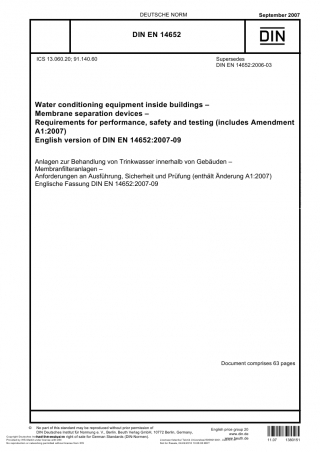 DEUTSCHE NORM
September 2007
DIN EN 14652
DIN
ICS 13.060.20; 91.140.60
Supersedes
DIN EN 14652:2006-03
Water conditioning equipment inside buildings –
Membrane separation devices –
Requirements for performance, safety and testing (includes Amendment
A1:2007)
English version of DIN EN 14652:2007-09
Anlagen zur Behandlung von Trinkwasser innerhalb von Gebäuden –
Membranfilteranlagen –
Anforderungen an Ausführung, Sicherheit und Prüfung (enthält Änderung A1:2007)
Englische Fassung DIN EN 14652:2007-09
Document comprises 63 pages
© No part of this standard may be reproduced without prior permission of
DIN Deutsches Institut für Normung e. V., Berlin. Beuth Verlag GmbH, 10772 Berlin, Germany,
has the exclusive right of sale for German Standards (DIN-Normen).
English price group 20
www.din.de
www.beuth.de
11.07